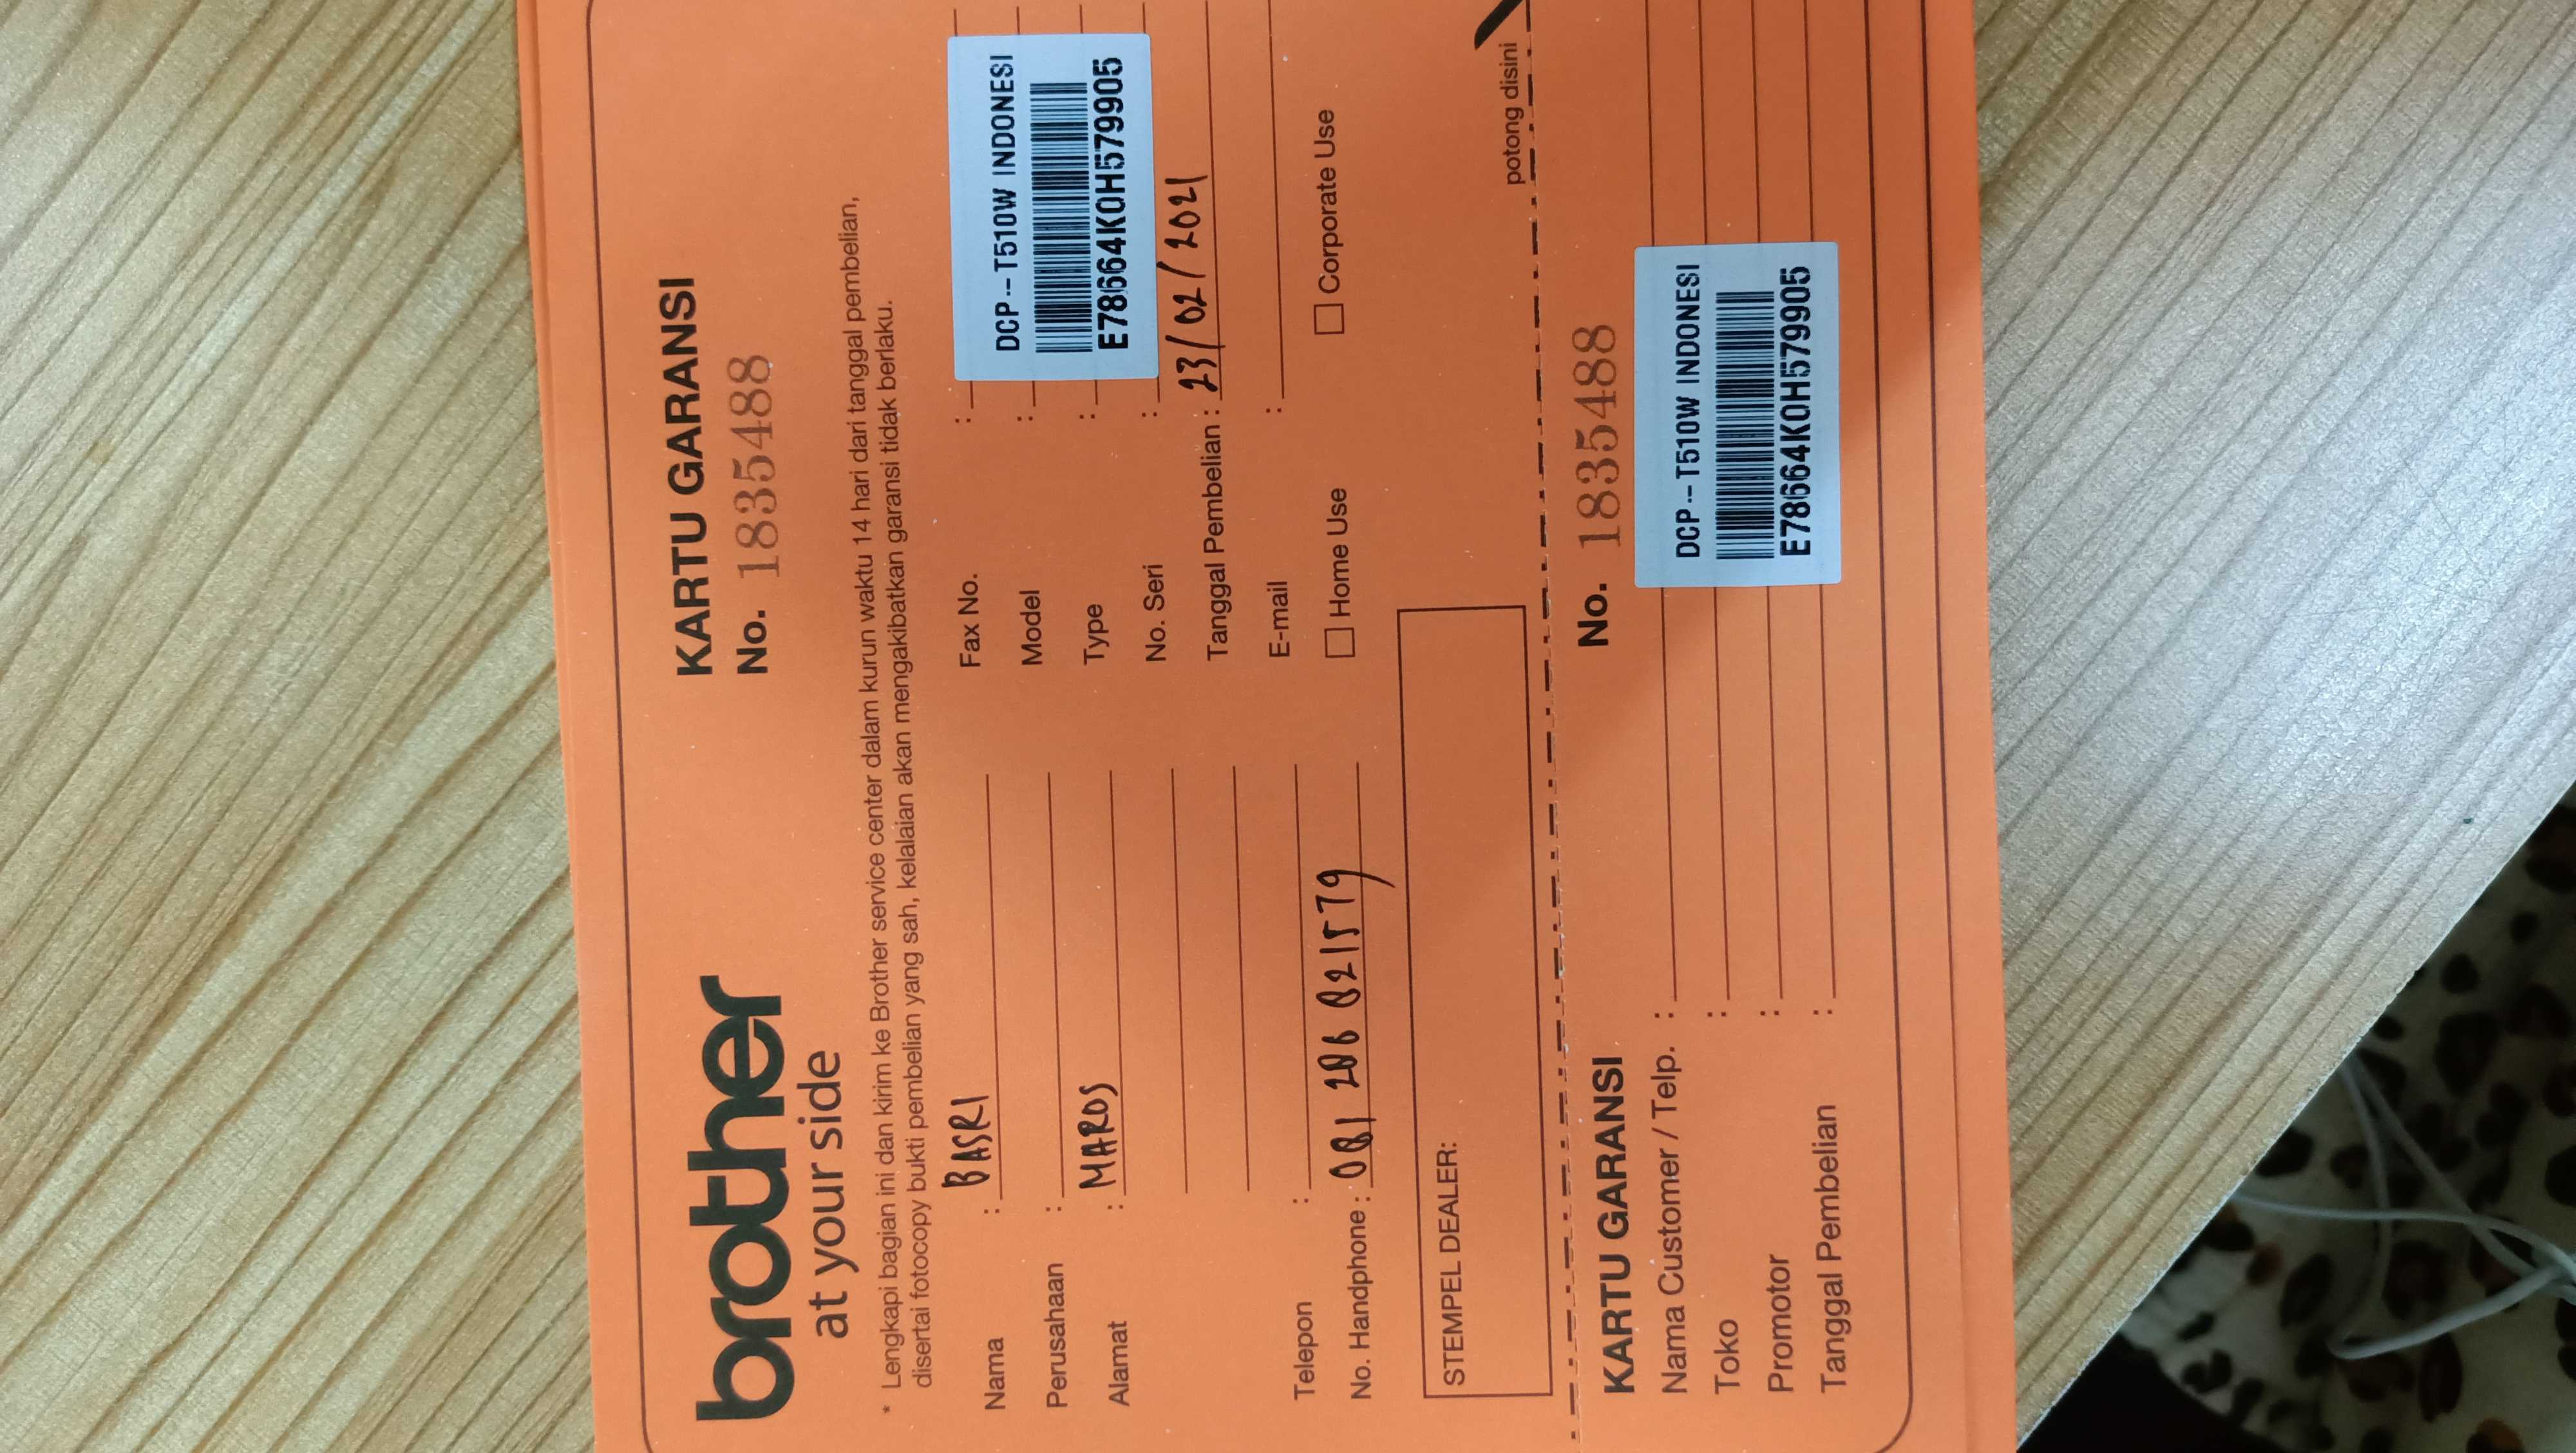 brother
at your side
KARTU GARANSI
No. 1835488
* Lengkapi bagian ini dan kirim ke Brother service center dalam kurun waktu 14 hari dari tanggal pembelian,
disertai fotocopy bukti pembelian yang sah, kelalaian akan mengakibatkan garansi tidak berlaku.
Nama : BASRI
Perusahaan :
Alamat : MAROS
Telepon :
No. Handphone : 081 206 821579
Fax No. :
Model :
Type :
No. Seri :
DCP-T510W INDONESI
E78664K0H579905
Tanggal Pembelian : 23/02/2021
E-mail :
Home Use
Corporate Use
STEMPEL DEALER:
potong disini
KARTU GARANSI
No. 1835488
Nama Customer / Telp. :
Toko :
Promotor :
Tanggal Pembelian :
DCP-T510W INDONESI
E78664K0H579905